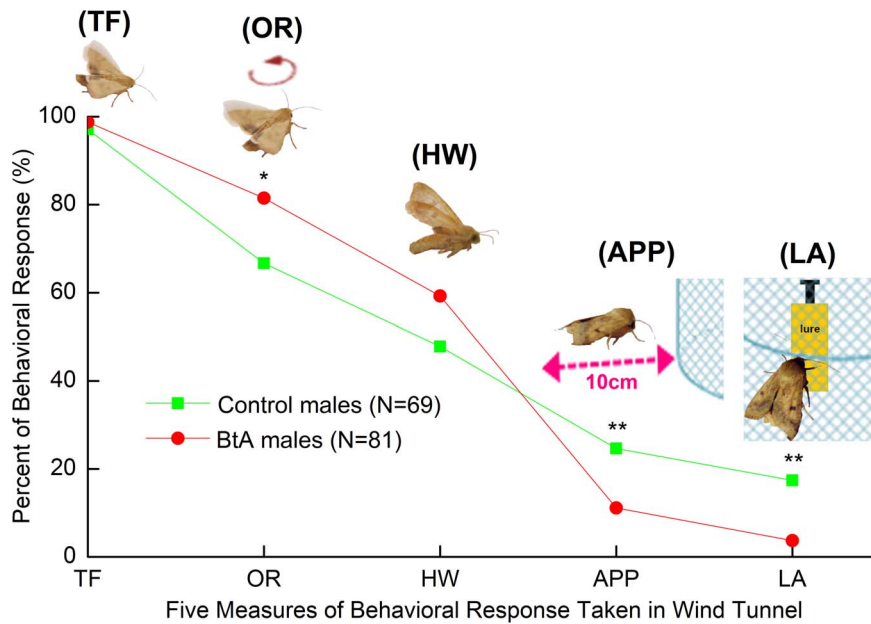 (TF)
(OR)
(HW)
(APP)
(LA)
lure
10cm
*
**
**
Control males (N=69)
BtA males (N=81)
Percent of Behavioral Response (%)
100
80
60
40
20
0
TF OR HW APP LA
Five Measures of Behavioral Response Taken in Wind Tunnel